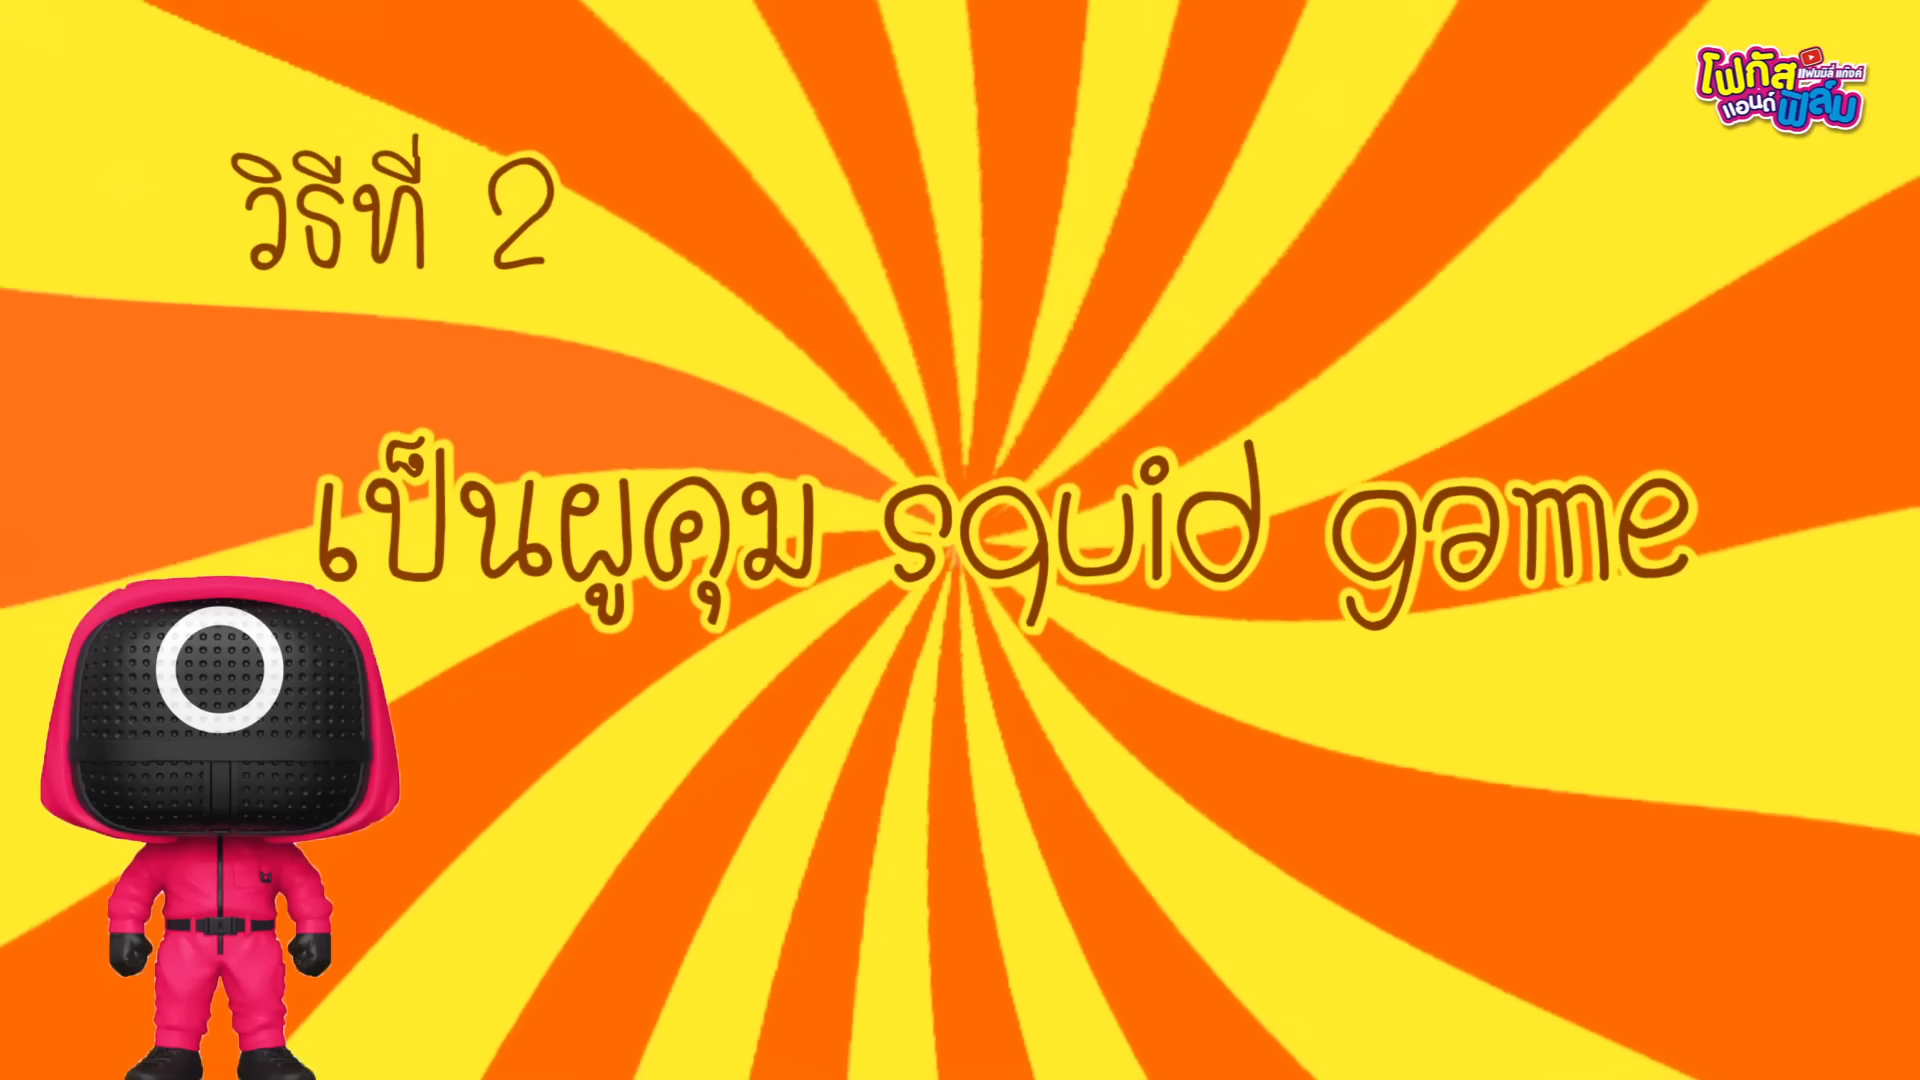 โฟกัส
แฟมมิลี่ แก๊งค์
แอนด์ ฟิล์ม
วิธีที่ 2
เป็นผูคุม squid game